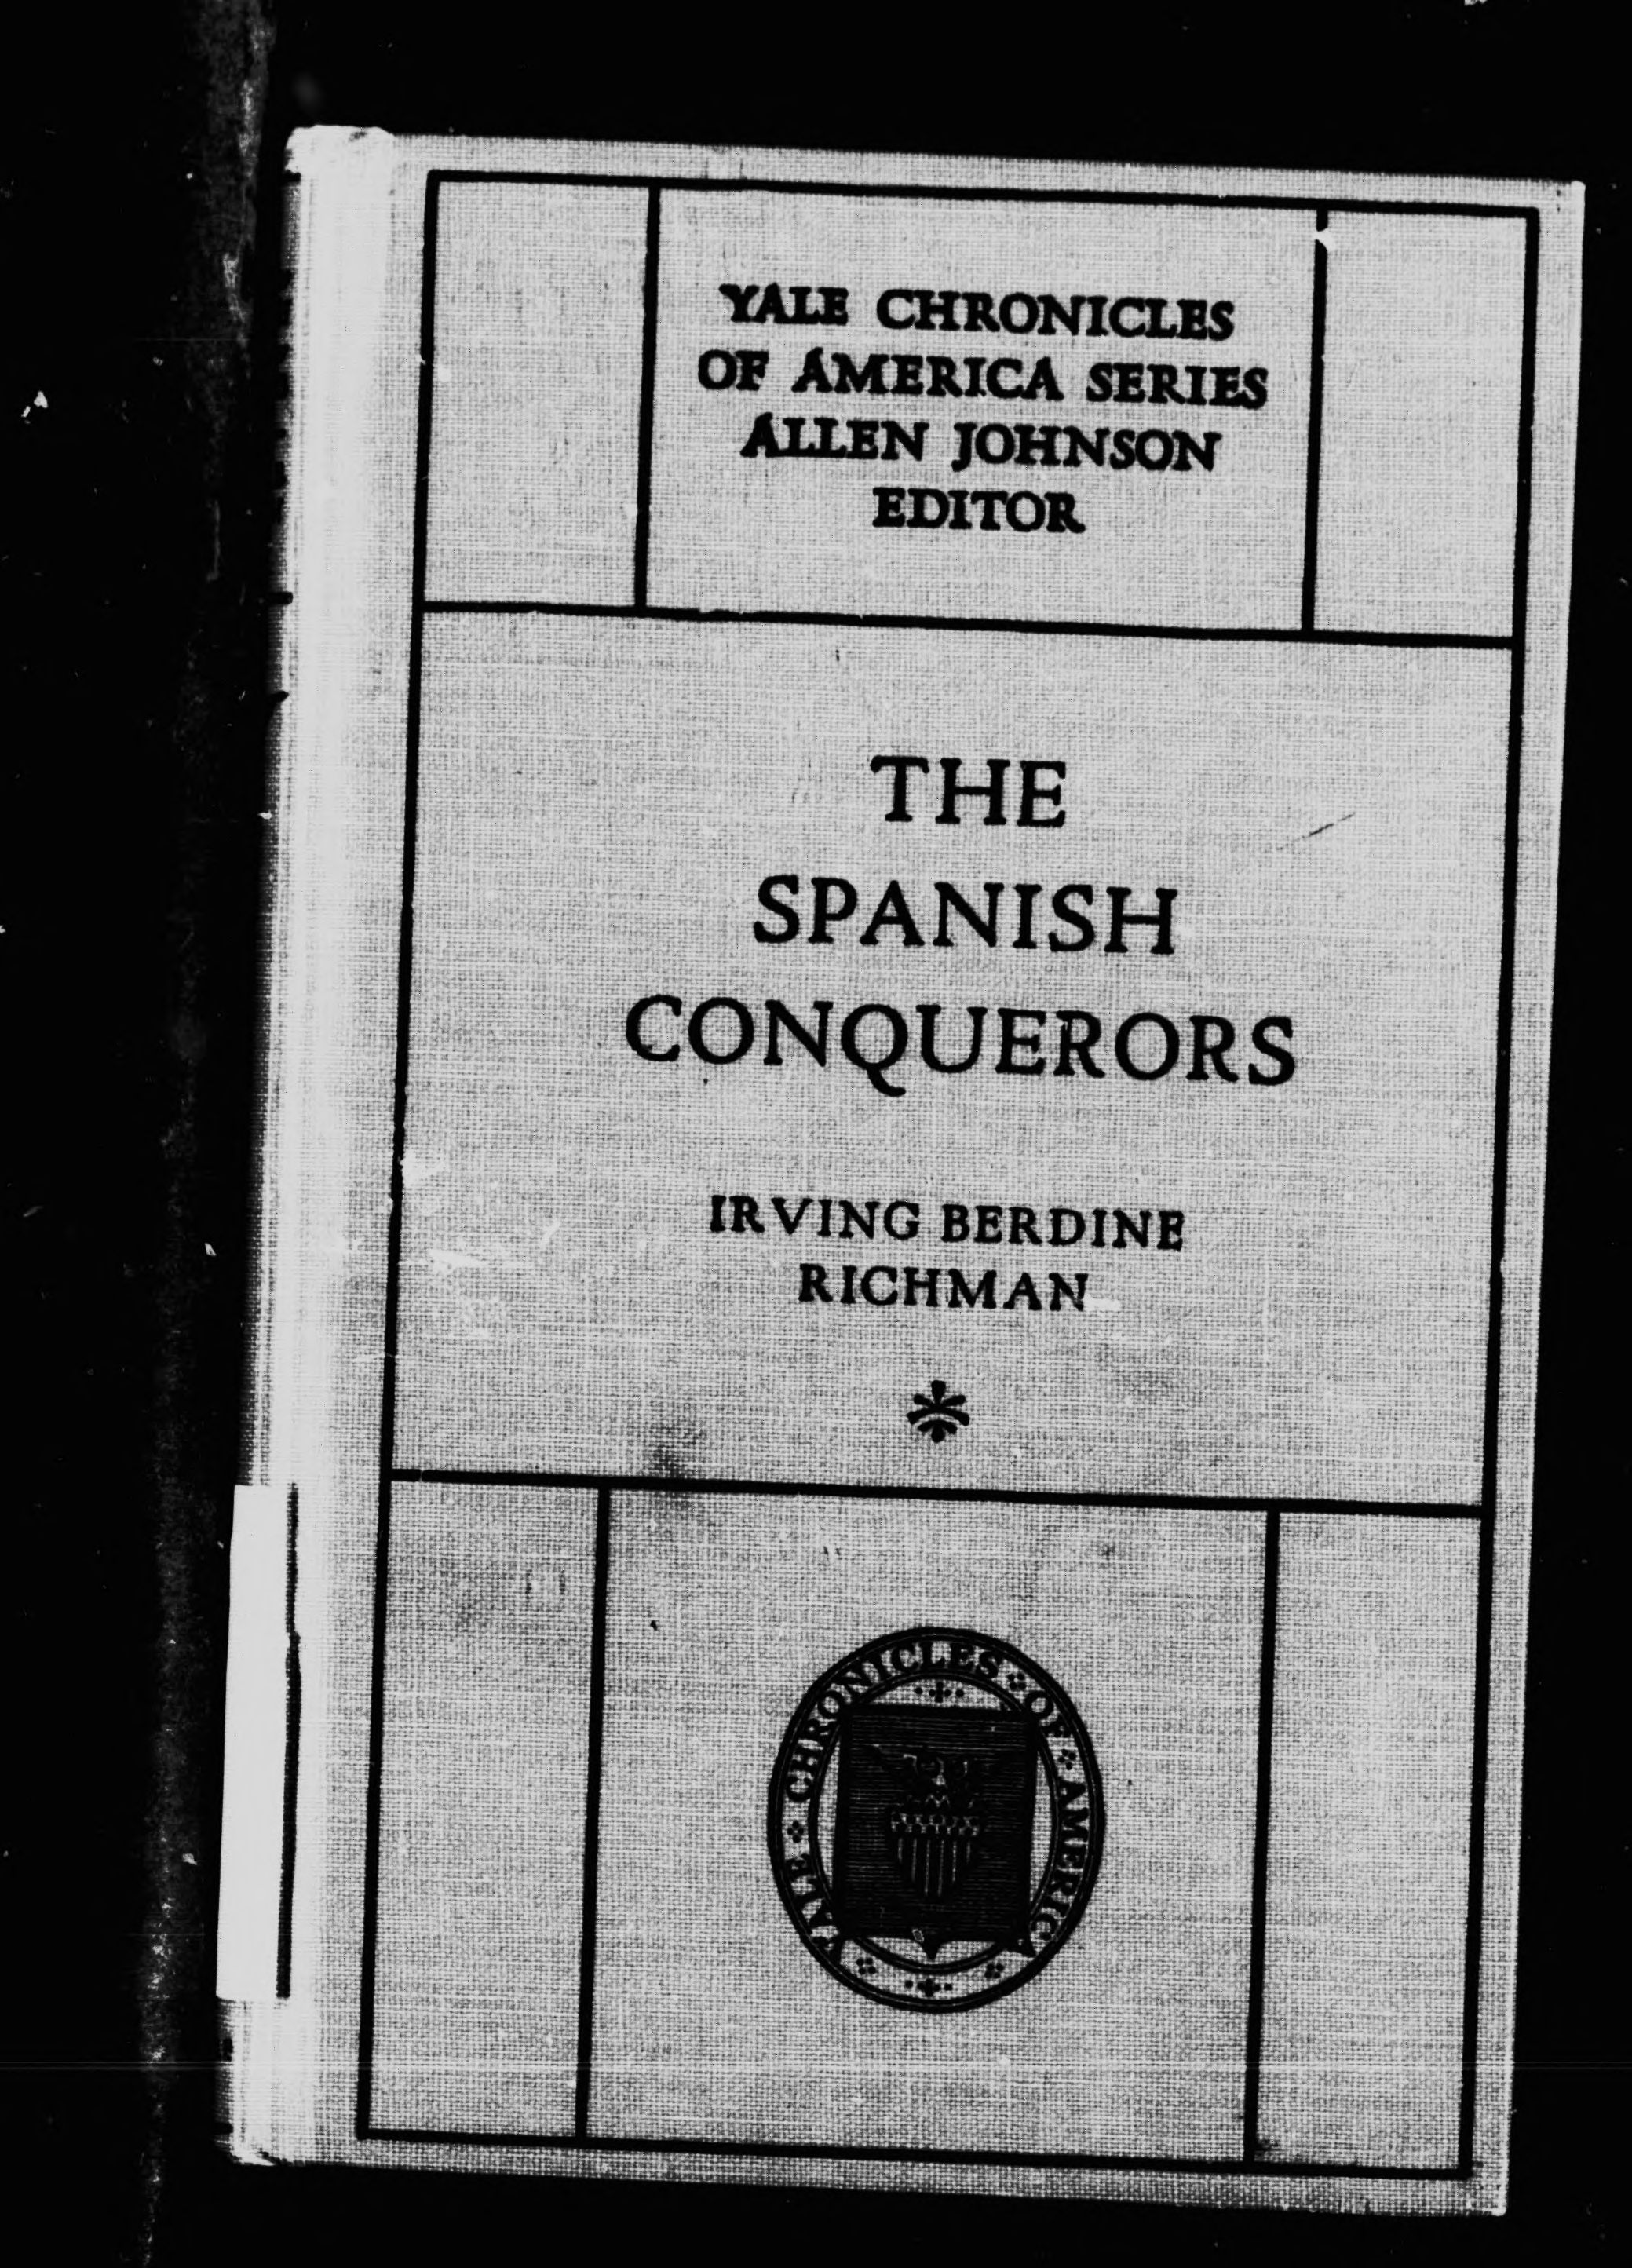 YALE CHRONICLES
OF AMERICA SERIES
ALLEN JOHNSON
EDITOR
THE
SPANISH
CONQUERORS
IRVING BERDINE
RICHMAN
YALE CHRONICLES OF AMERICA